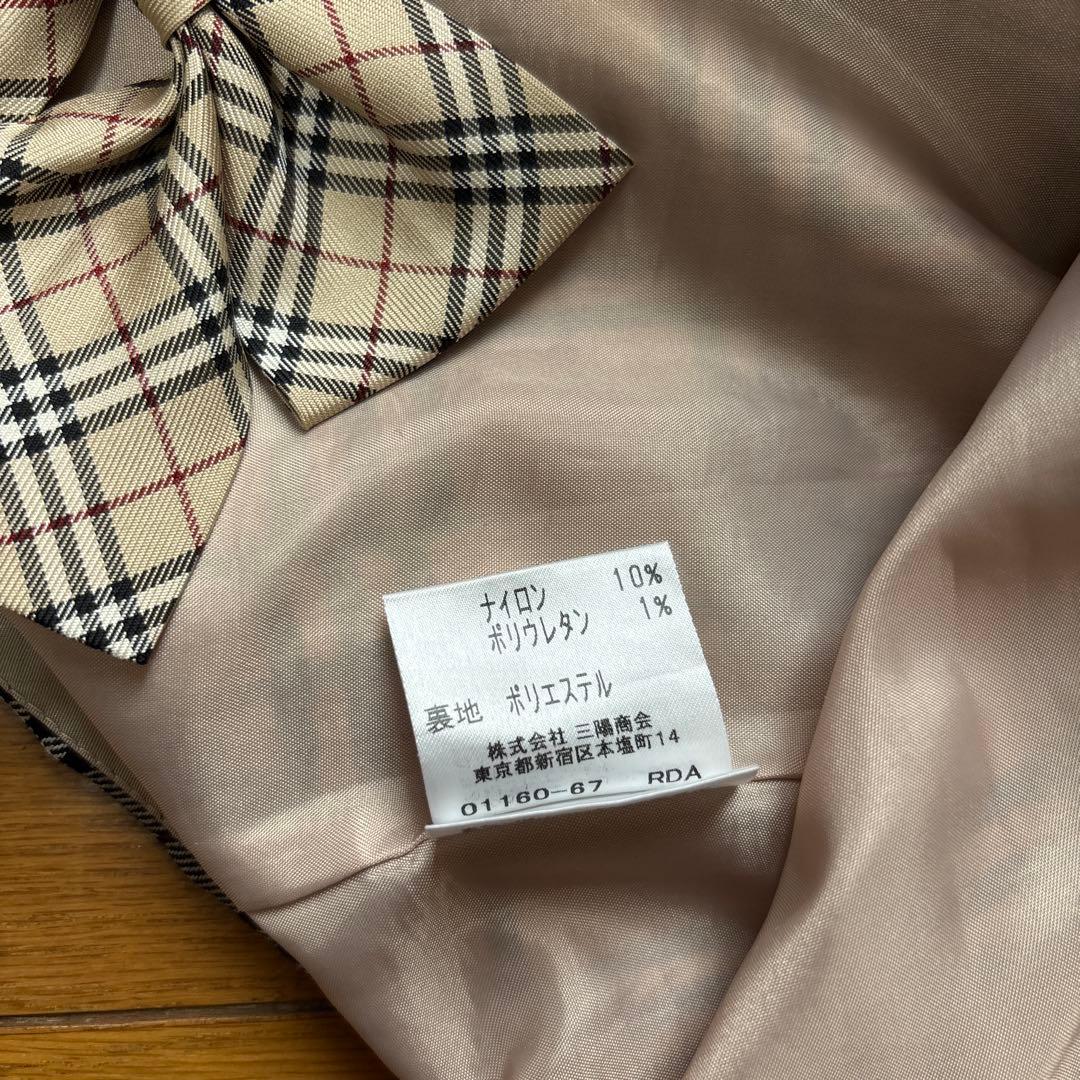 ナイロン 10%
ポリウレタン 1%
裏地 ポリエステル
株式会社 三陽商会
東京都新宿区本塩町14
01160-67 RDA